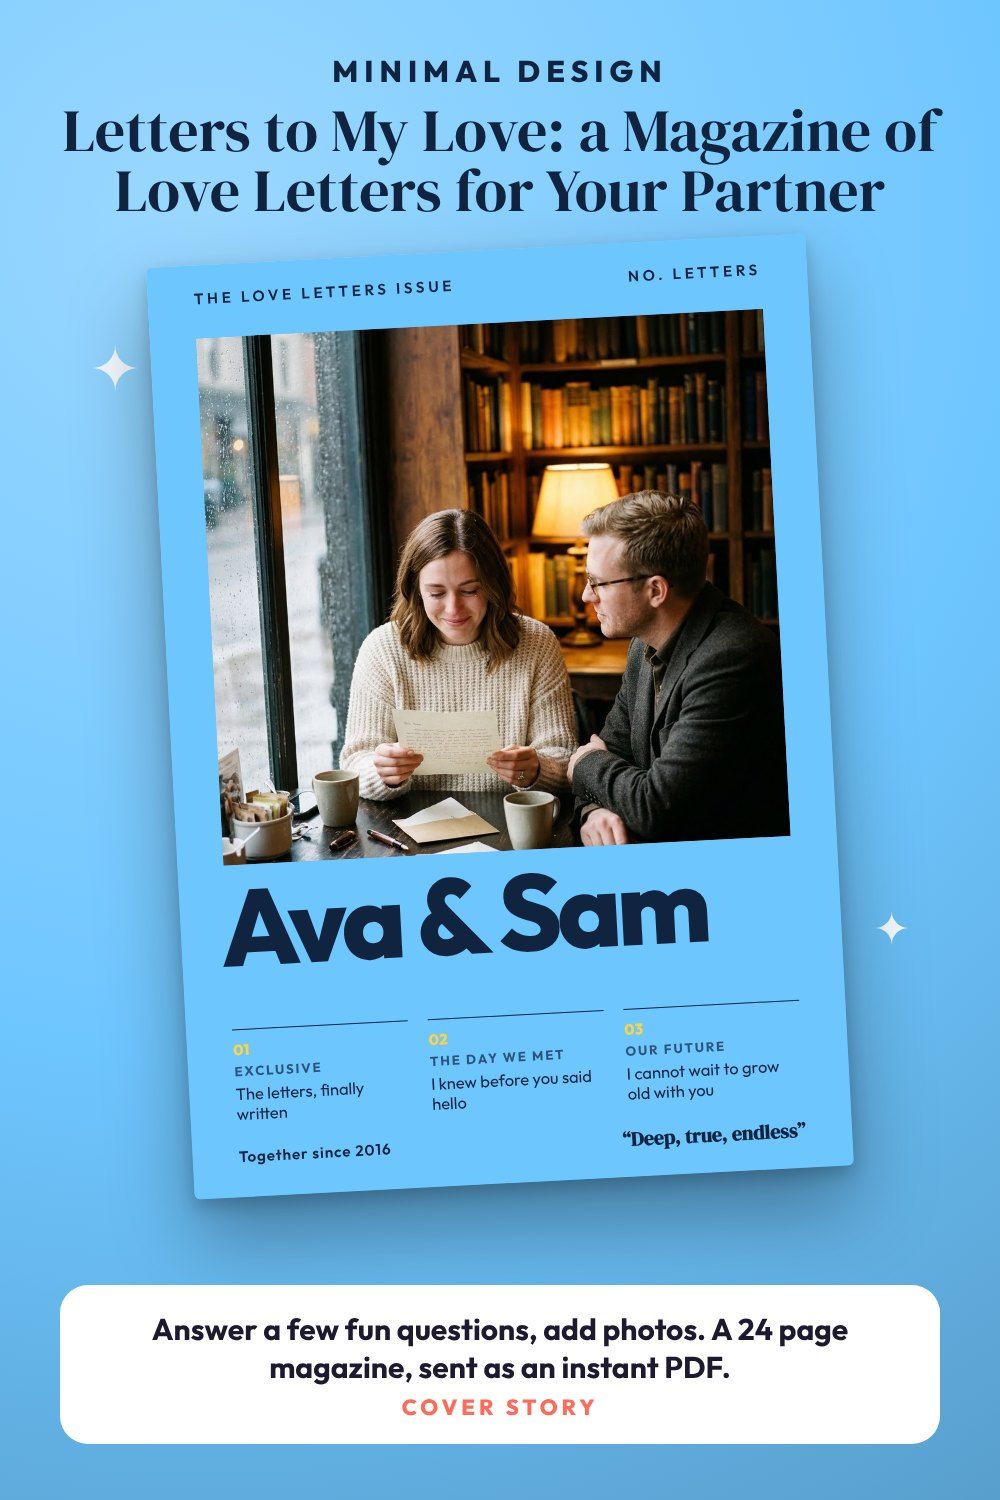 MINIMAL DESIGN
Letters to My Love: a Magazine of
Love Letters for Your Partner
THE LOVE LETTERS ISSUE
NO. LETTERS
Ava & Sam
01
EXCLUSIVE
The letters, finally
written
02
THE DAY WE MET
I knew before you said
hello
03
OUR FUTURE
I cannot wait to grow
old with you
Together since 2016
“Deep, true, endless”
Answer a few fun questions, add photos. A 24 page
magazine, sent as an instant PDF.
COVER STORY